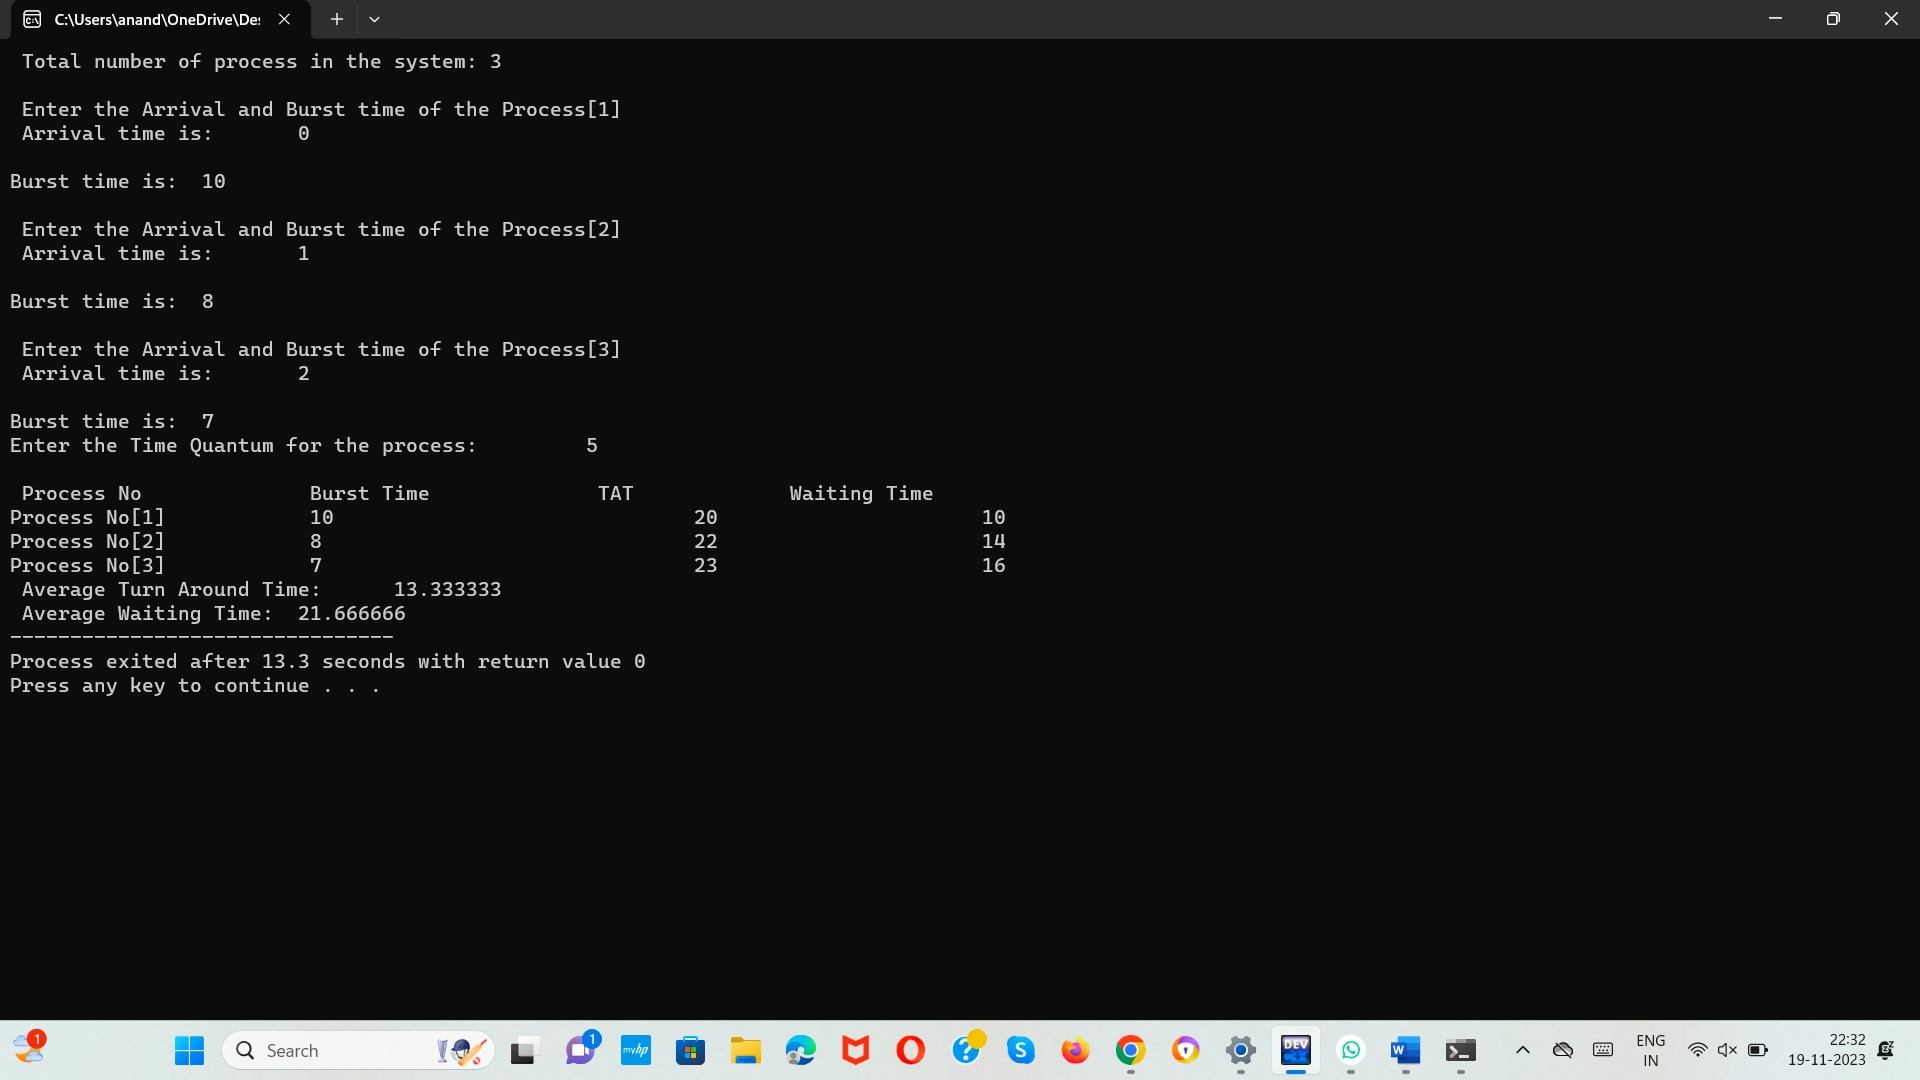 C:\Users\anand\OneDrive\Des
Total number of process in the system: 3
Enter the Arrival and Burst time of the Process[1]
Arrival time is: 0
Burst time is: 10
Enter the Arrival and Burst time of the Process[2]
Arrival time is: 1
Burst time is: 8
Enter the Arrival and Burst time of the Process[3]
Arrival time is: 2
Burst time is: 7
Enter the Time Quantum for the process: 5
Process No Burst Time TAT Waiting Time
Process No[1] 10 20 10
Process No[2] 8 22 14
Process No[3] 7 23 16
Average Turn Around Time: 13.333333
Average Waiting Time: 21.666666
--------------------------------
Process exited after 13.3 seconds with return value 0
Press any key to continue . . .
1
Search
1
myhp
?
S
DEV
C++
W
ENG
IN
22:32
19-11-2023